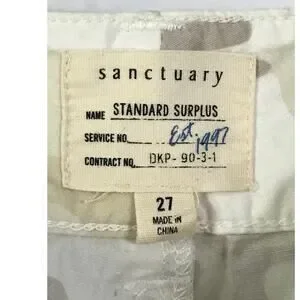 sanctuary
NAME STANDARD SURPLUS
SERVICE NO. Est. 1997
CONTRACT NO. DKP-90-3-1
27
MADE IN
CHINA